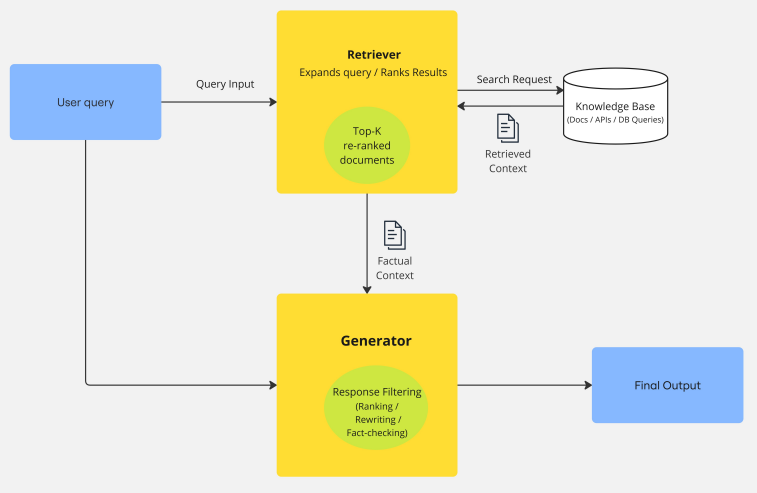 Retriever
Expands query / Ranks Results
Query Input
Search Request
User query
Knowledge Base
(Docs / APIs / DB Queries)
Top-K
re-ranked
documents
Retrieved
Context
Factual
Context
Generator
Response Filtering
(Ranking /
Rewriting /
Fact-checking)
Final Output